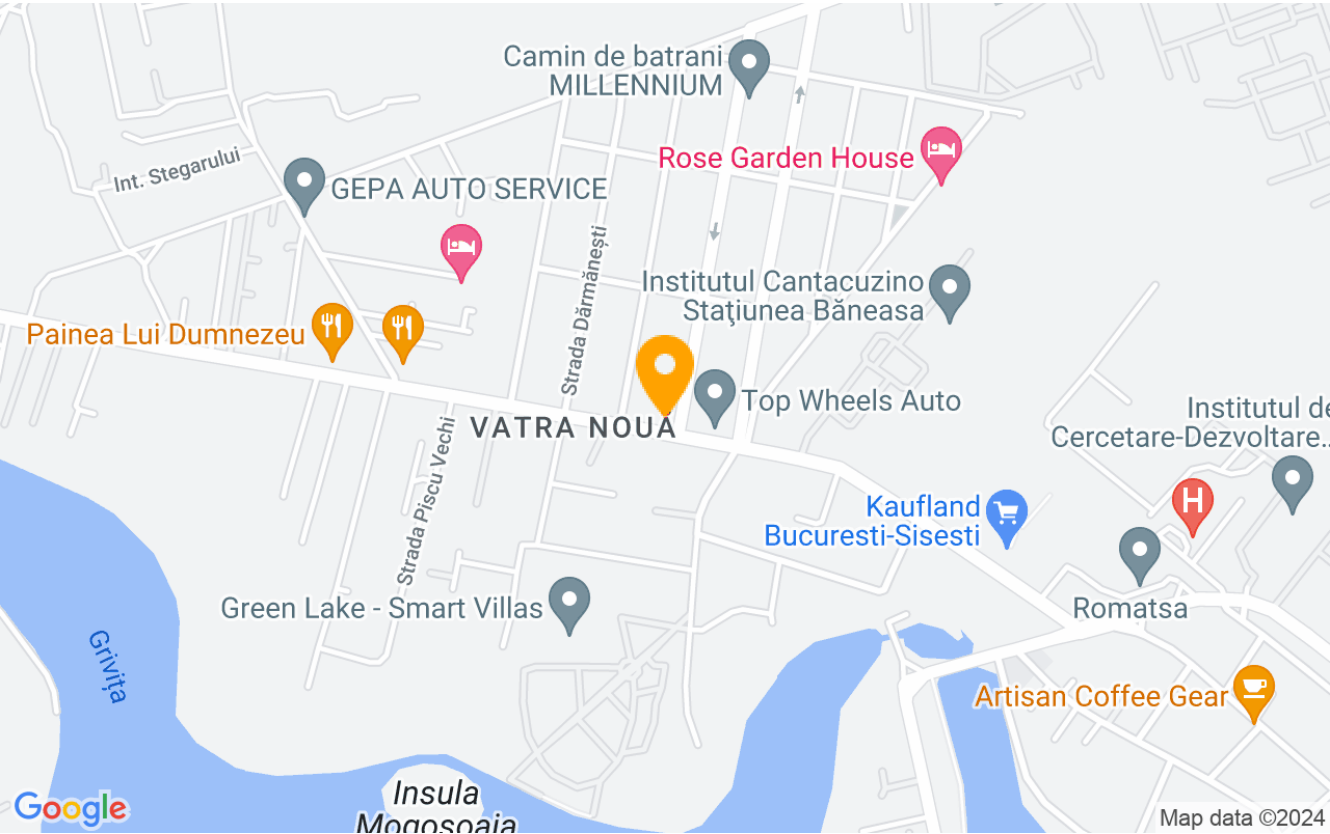 Camin de batrani
MILLENNIUM
Rose Garden House
Int. Stegarului
GEPA AUTO SERVICE
Strada Dărmănești
Institutul Cantacuzino
Staţiunea Băneasa
Painea Lui Dumnezeu
Top Wheels Auto
VATRA NOUĂ
Institutul de
Cercetare-Dezvoltare...
Strada Piscu Vechi
Kaufland
Bucuresti-Sisesti
H
Green Lake - Smart Villas
Romatsa
Grivița
Artisan Coffee Gear
Insula
Mogosoaia
Google
Map data ©2024